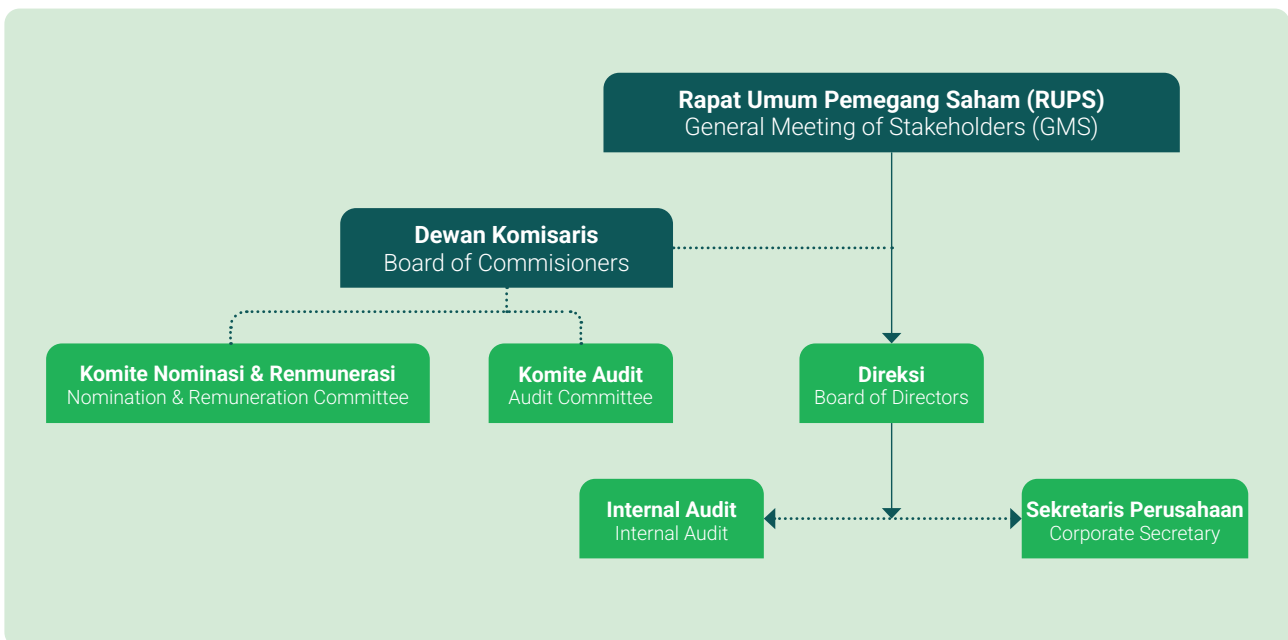 Rapat Umum Pemegang Saham (RUPS)
General Meeting of Stakeholders (GMS)
Dewan Komisaris
Board of Commisioners
Komite Nominasi & Renmunerasi
Nomination & Remuneration Committee
Komite Audit
Audit Committee
Direksi
Board of Directors
Internal Audit
Internal Audit
Sekretaris Perusahaan
Corporate Secretary